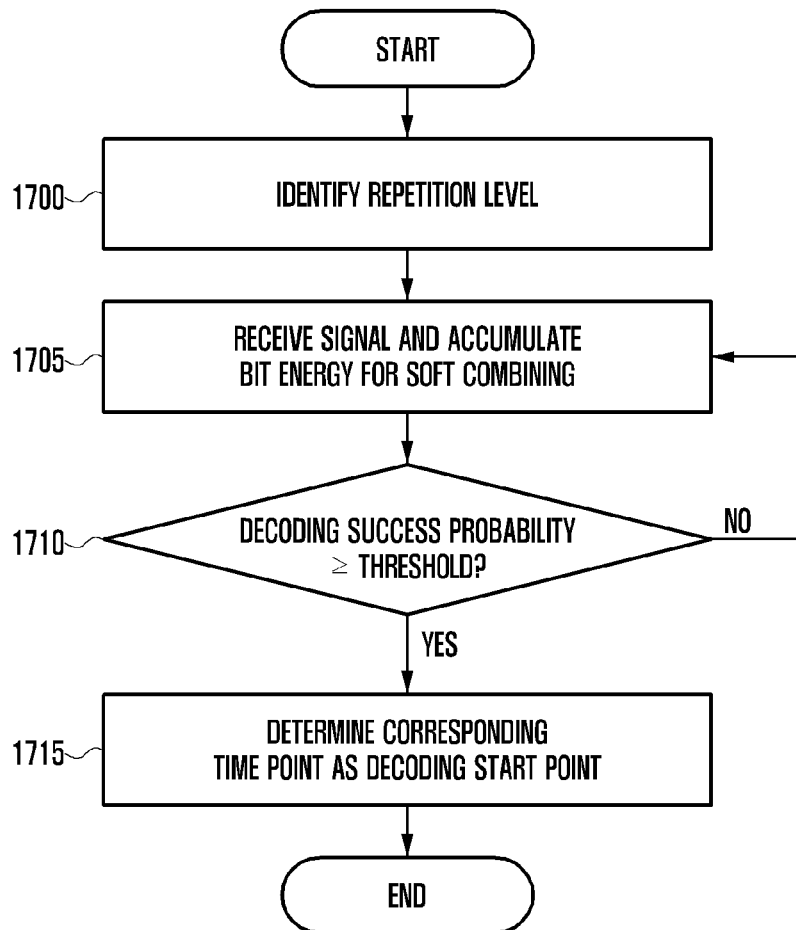 START
1700
IDENTIFY REPETITION LEVEL
1705
RECEIVE SIGNAL AND ACCUMULATE
BIT ENERGY FOR SOFT COMBINING
1710
DECODING SUCCESS PROBABILITY
≥ THRESHOLD?
NO
YES
1715
DETERMINE CORRESPONDING
TIME POINT AS DECODING START POINT
END